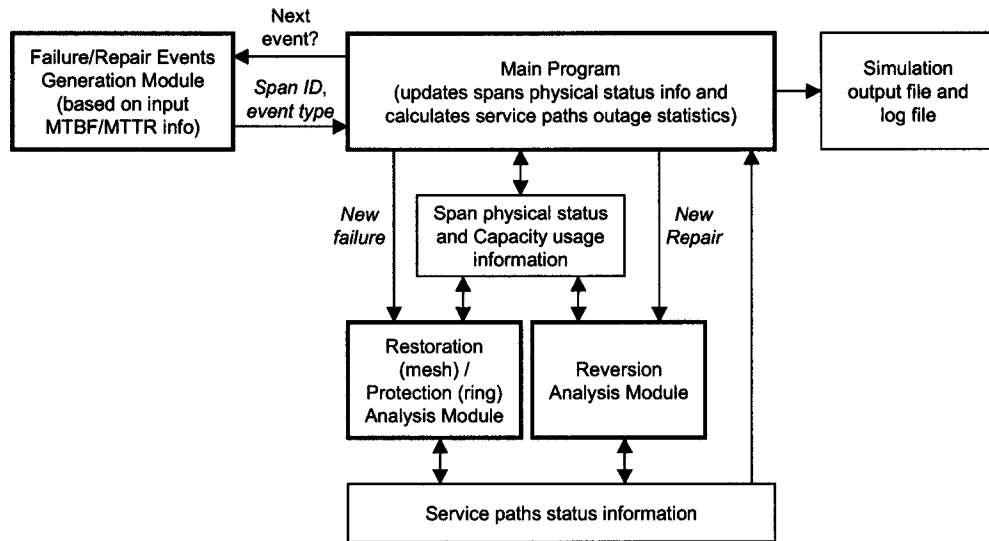 Next
event?
Failure/Repair Events
Generation Module
(based on input
MTBF/MTTR info)
Span ID,
event type
Main Program
(updates spans physical status info and
calculates service paths outage statistics)
Simulation
output file and
log file
New
failure
Span physical status
and Capacity usage
information
New
Repair
Restoration
(mesh) /
Protection (ring)
Analysis Module
Reversion
Analysis Module
Service paths status information